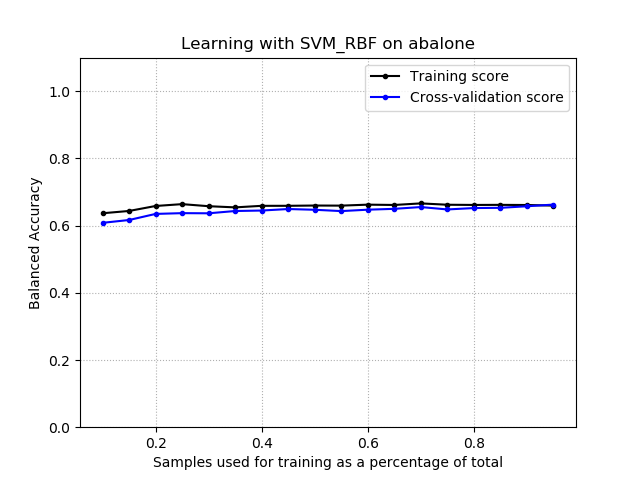 Learning with SVM_RBF on abalone
Training score
Cross-validation score
1.0
0.8
0.6
0.4
0.2
0.0
Balanced Accuracy
0.2 0.4 0.6 0.8
Samples used for training as a percentage of total